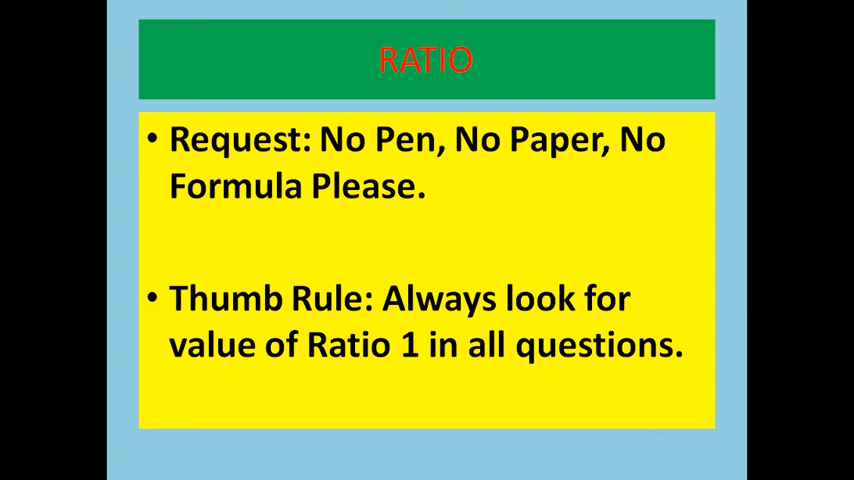 RATIO
• Request: No Pen, No Paper, No
Formula Please.
• Thumb Rule: Always look for
value of Ratio 1 in all questions.